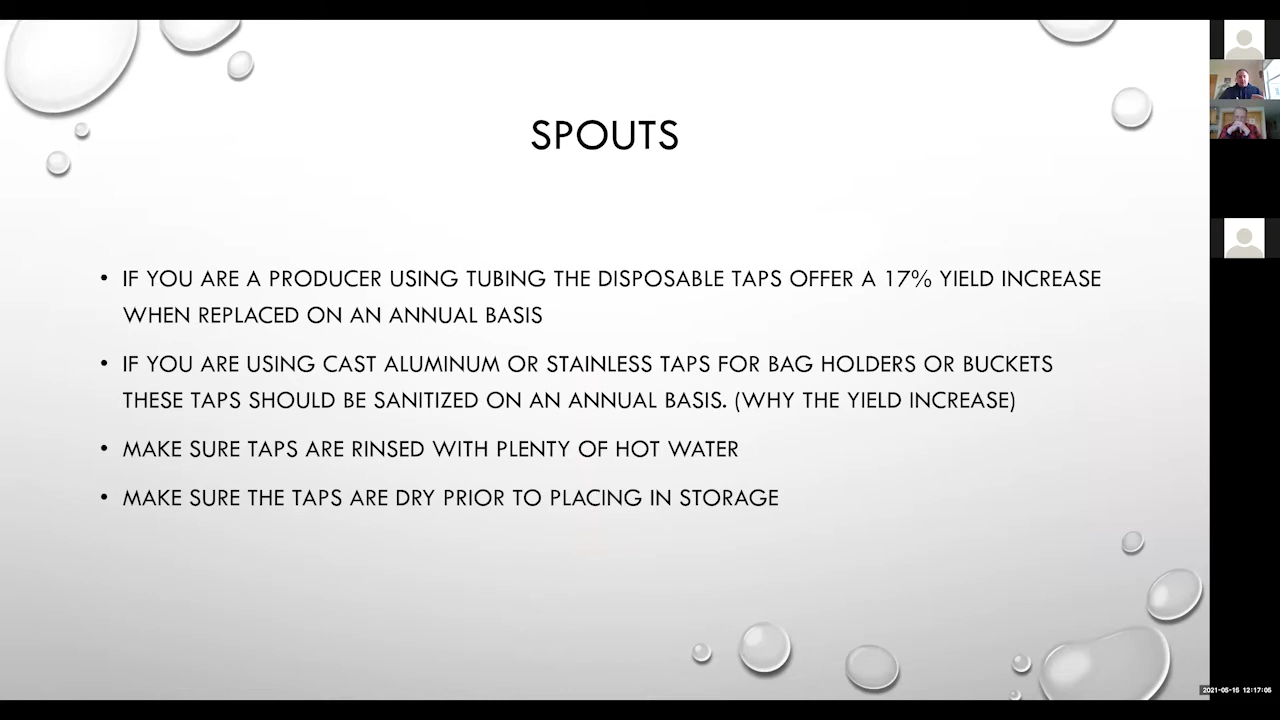 SPOUTS
• IF YOU ARE A PRODUCER USING TUBING THE DISPOSABLE TAPS OFFER A 17% YIELD INCREASE
WHEN REPLACED ON AN ANNUAL BASIS
• IF YOU ARE USING CAST ALUMINUM OR STAINLESS TAPS FOR BAG HOLDERS OR BUCKETS
THESE TAPS SHOULD BE SANITIZED ON AN ANNUAL BASIS. (WHY THE YIELD INCREASE)
• MAKE SURE TAPS ARE RINSED WITH PLENTY OF HOT WATER
• MAKE SURE THE TAPS ARE DRY PRIOR TO PLACING IN STORAGE
2021-05-15 12:17:05